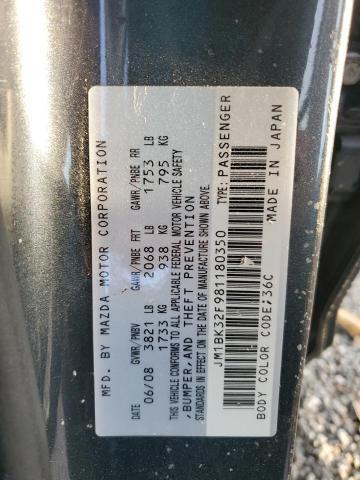 MFD. BY MAZDA MOTOR CORPORATION
DATE GVWR/PNBV GAWR/PNBE FRT GAWR/PNBE RR
06/08 3821 LB 2068 LB 1753 LB
1733 KG 938 KG 795 KG
THIS VEHICLE CONFORMS TO ALL APPLICABLE FEDERAL MOTOR VEHICLE SAFETY
,BUMPER,AND THEFT PREVENTION
STANDARDS IN EFFECT ON THE DATE OF MANUFACTURE SHOWN ABOVE.
JM1BK32F981180350 TYPE:PASSENGER
BODY COLOR CODE:36C MADE IN JAPAN